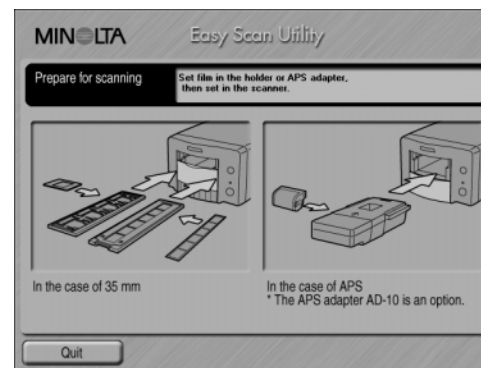 MINOLTA
Easy Scan Utility
Prepare for scanning
Set film in the holder or APS adapter,
then set in the scanner.
In the case of 35 mm
In the case of APS
* The APS adapter AD-10 is an option.
Quit